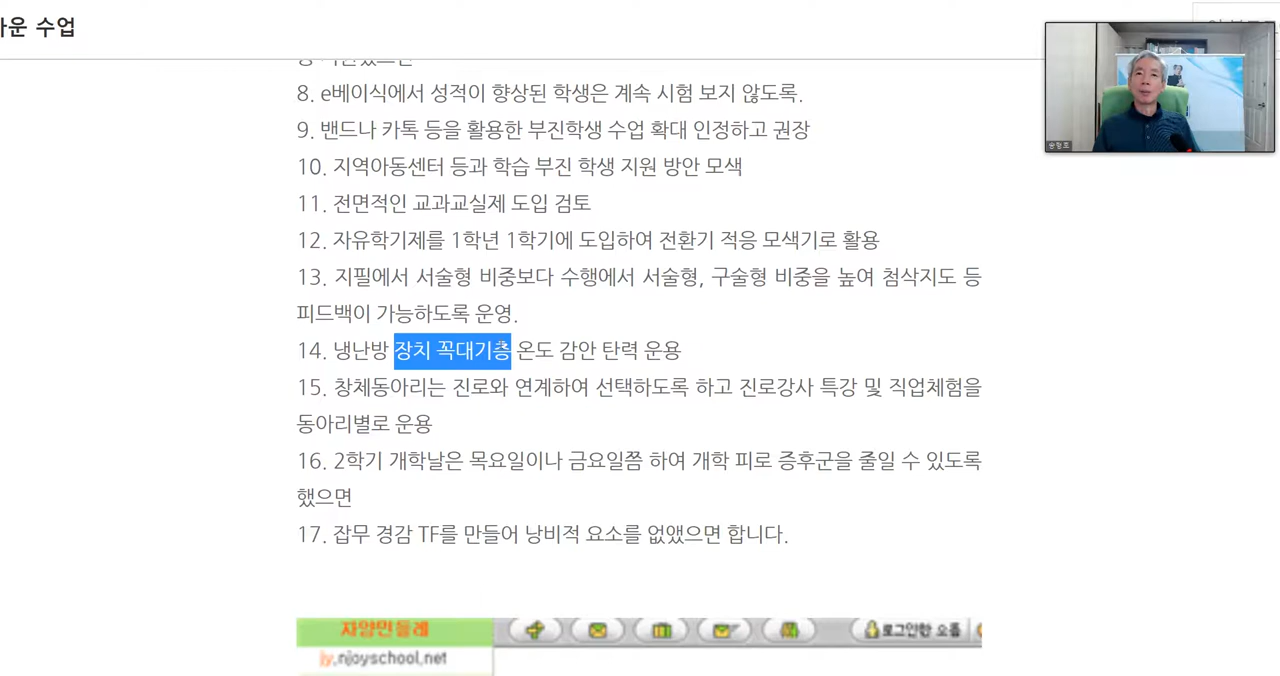 운 수업
8. e베이식에서 성적이 향상된 학생은 계속 시험 보지 않도록.
9. 밴드나 카톡 등을 활용한 부진학생 수업 확대 인정하고 권장
10. 지역아동센터 등과 학습 부진 학생 지원 방안 모색
11. 전면적인 교과교실제 도입 검토
12. 자유학기제를 1학년 1학기에 도입하여 전환기 적응 모색기로 활용
13. 지필에서 서술형 비중보다 수행에서 서술형, 구술형 비중을 높여 첨삭지도 등
피드백이 가능하도록 운영.
14. 냉난방 장치 꼭대기층 온도 감안 탄력 운용
15. 창체동아리는 진로와 연계하여 선택하도록 하고 진로강사 특강 및 직업체험을
동아리별로 운용
16. 2학기 개학날은 목요일이나 금요일쯤 하여 개학 피로 증후군을 줄일 수 있도록
했으면
17. 잡무 경감 TF를 만들어 낭비적 요소를 없앴으면 합니다.
자양만들레 로그인한 오플
jy.njoyschool.net
송형호